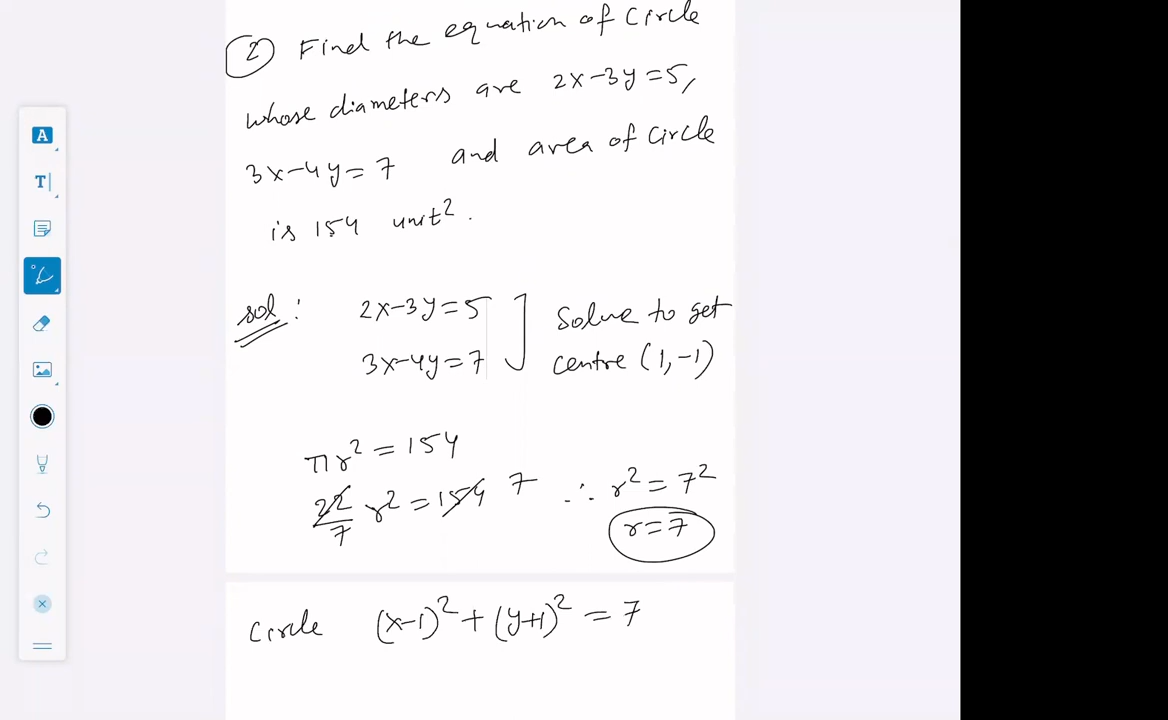 2 Find the equation of Circle
whose diameters are 2x-3y=5,
3x-4y=7 and area of Circle
is 154 unit².
sol: 2x-3y=5 ] Solve to get
3x-4y=7 centre (1,-1)
πr² = 154
22/7 r² = 154 7 ∴ r² = 7²
r=7
Circle (x-1)² + (y+1)² = 7
A
T|